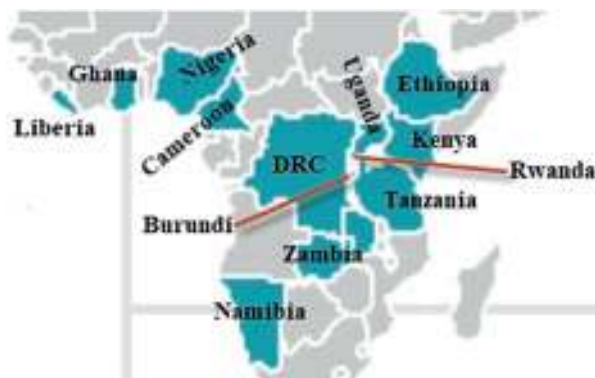 Nigeria
Ghana
Uganda
Ethiopia
Liberia
Cameroon
Kenya
DRC
Rwanda
Tanzania
Burundi
Zambia
Namibia